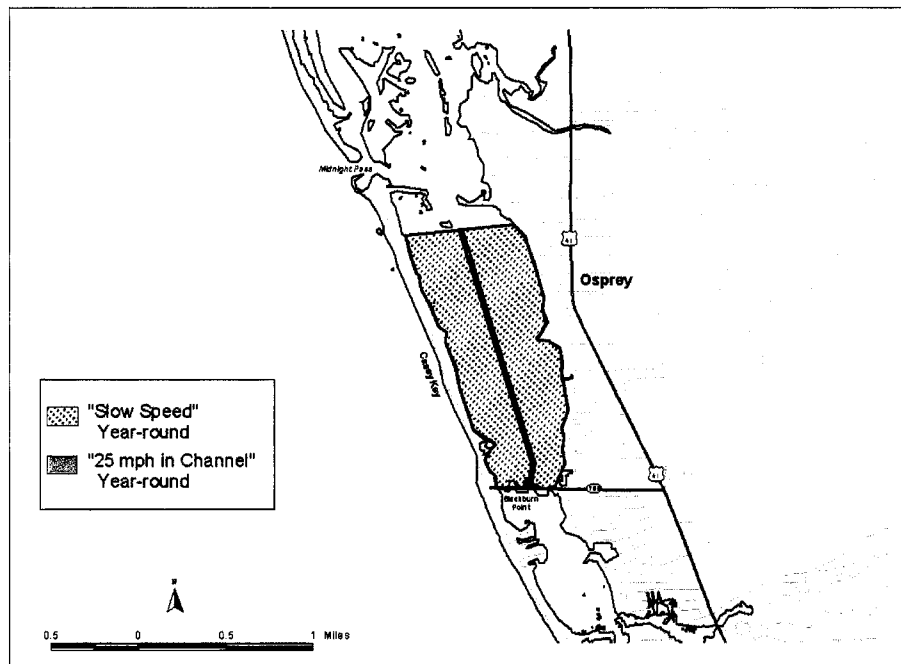 Midnight Pass
41
Osprey
Casey Key
"Slow Speed"
Year-round
"25 mph in Channel"
Year-round
41
Blackburn
Point
N
0.5 0 0.5 1 Miles